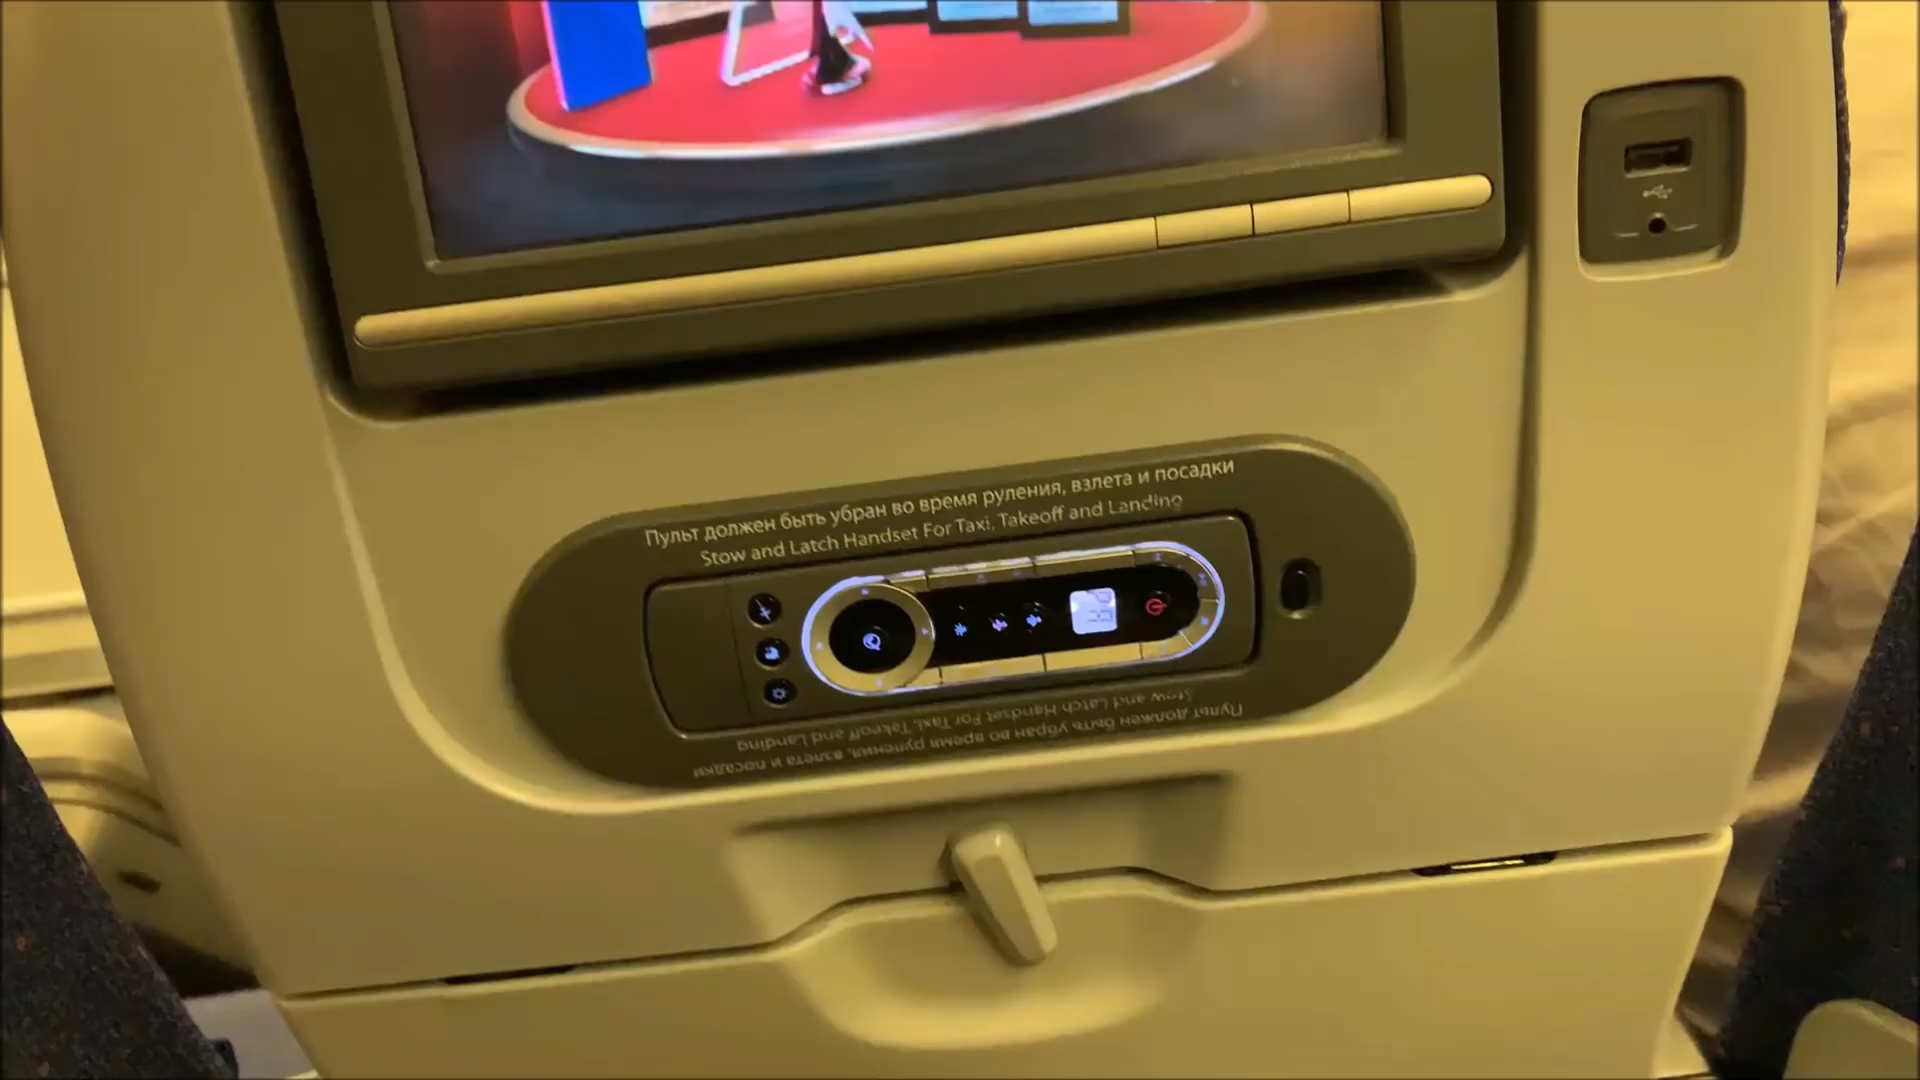 Пульт должен быть убран во время руления, взлета и посадки
Stow and Latch Handset For Taxi, Takeoff and Landing
Stow and Latch Handset For Taxi, Takeoff and Landing
Пульт должен быть убран во время руления, взлета и посадки